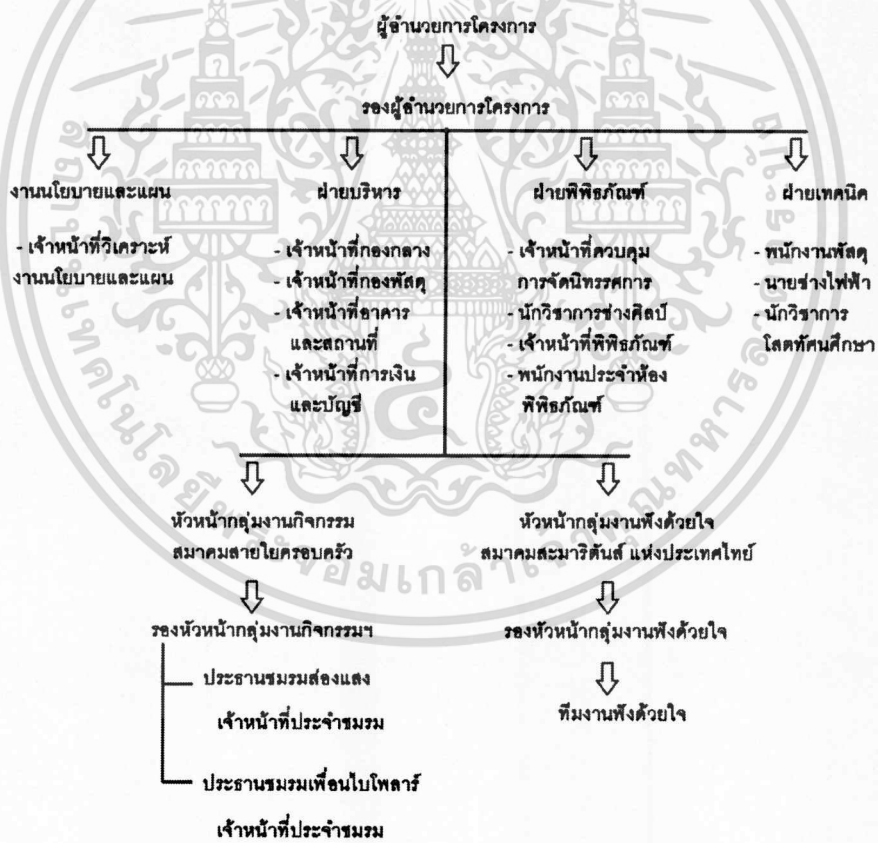 ผู้อำนวยการโครงการ
รองผู้อำนวยการโครงการ
งานนโยบายและแผน
- เจ้าหน้าที่วิเคราะห์
งานนโยบายและแผน
ฝ่ายบริหาร
- เจ้าหน้าที่กองกลาง
- เจ้าหน้าที่กองพัสดุ
- เจ้าหน้าที่อาคาร
และสถานที่
- เจ้าหน้าที่การเงิน
และบัญชี
ฝ่ายพิพิธภัณฑ์
- เจ้าหน้าที่ควบคุม
การจัดนิทรรศการ
- นักวิชาการช่างศิลป์
- เจ้าหน้าที่พิพิธภัณฑ์
- พนักงานประจำห้อง
พิพิธภัณฑ์
ฝ่ายเทคนิค
- พนักงานพัสดุ
- นายช่างไฟฟ้า
- นักวิชาการ
โสตทัศนศึกษา
หัวหน้ากลุ่มงานกิจกรรม
สมาคมสายใยครอบครัว
รองหัวหน้ากลุ่มงานกิจกรรมฯ
ประธานชมรมส่องแสง
เจ้าหน้าที่ประจำชมรม
ประธานชมรมเพื่อนไบโพลาร์
เจ้าหน้าที่ประจำชมรม
หัวหน้ากลุ่มงานฟังด้วยใจ
สมาคมสะมาริตันส์ แห่งประเทศไทย
รองหัวหน้ากลุ่มงานฟังด้วยใจ
ทีมงานฟังด้วยใจ